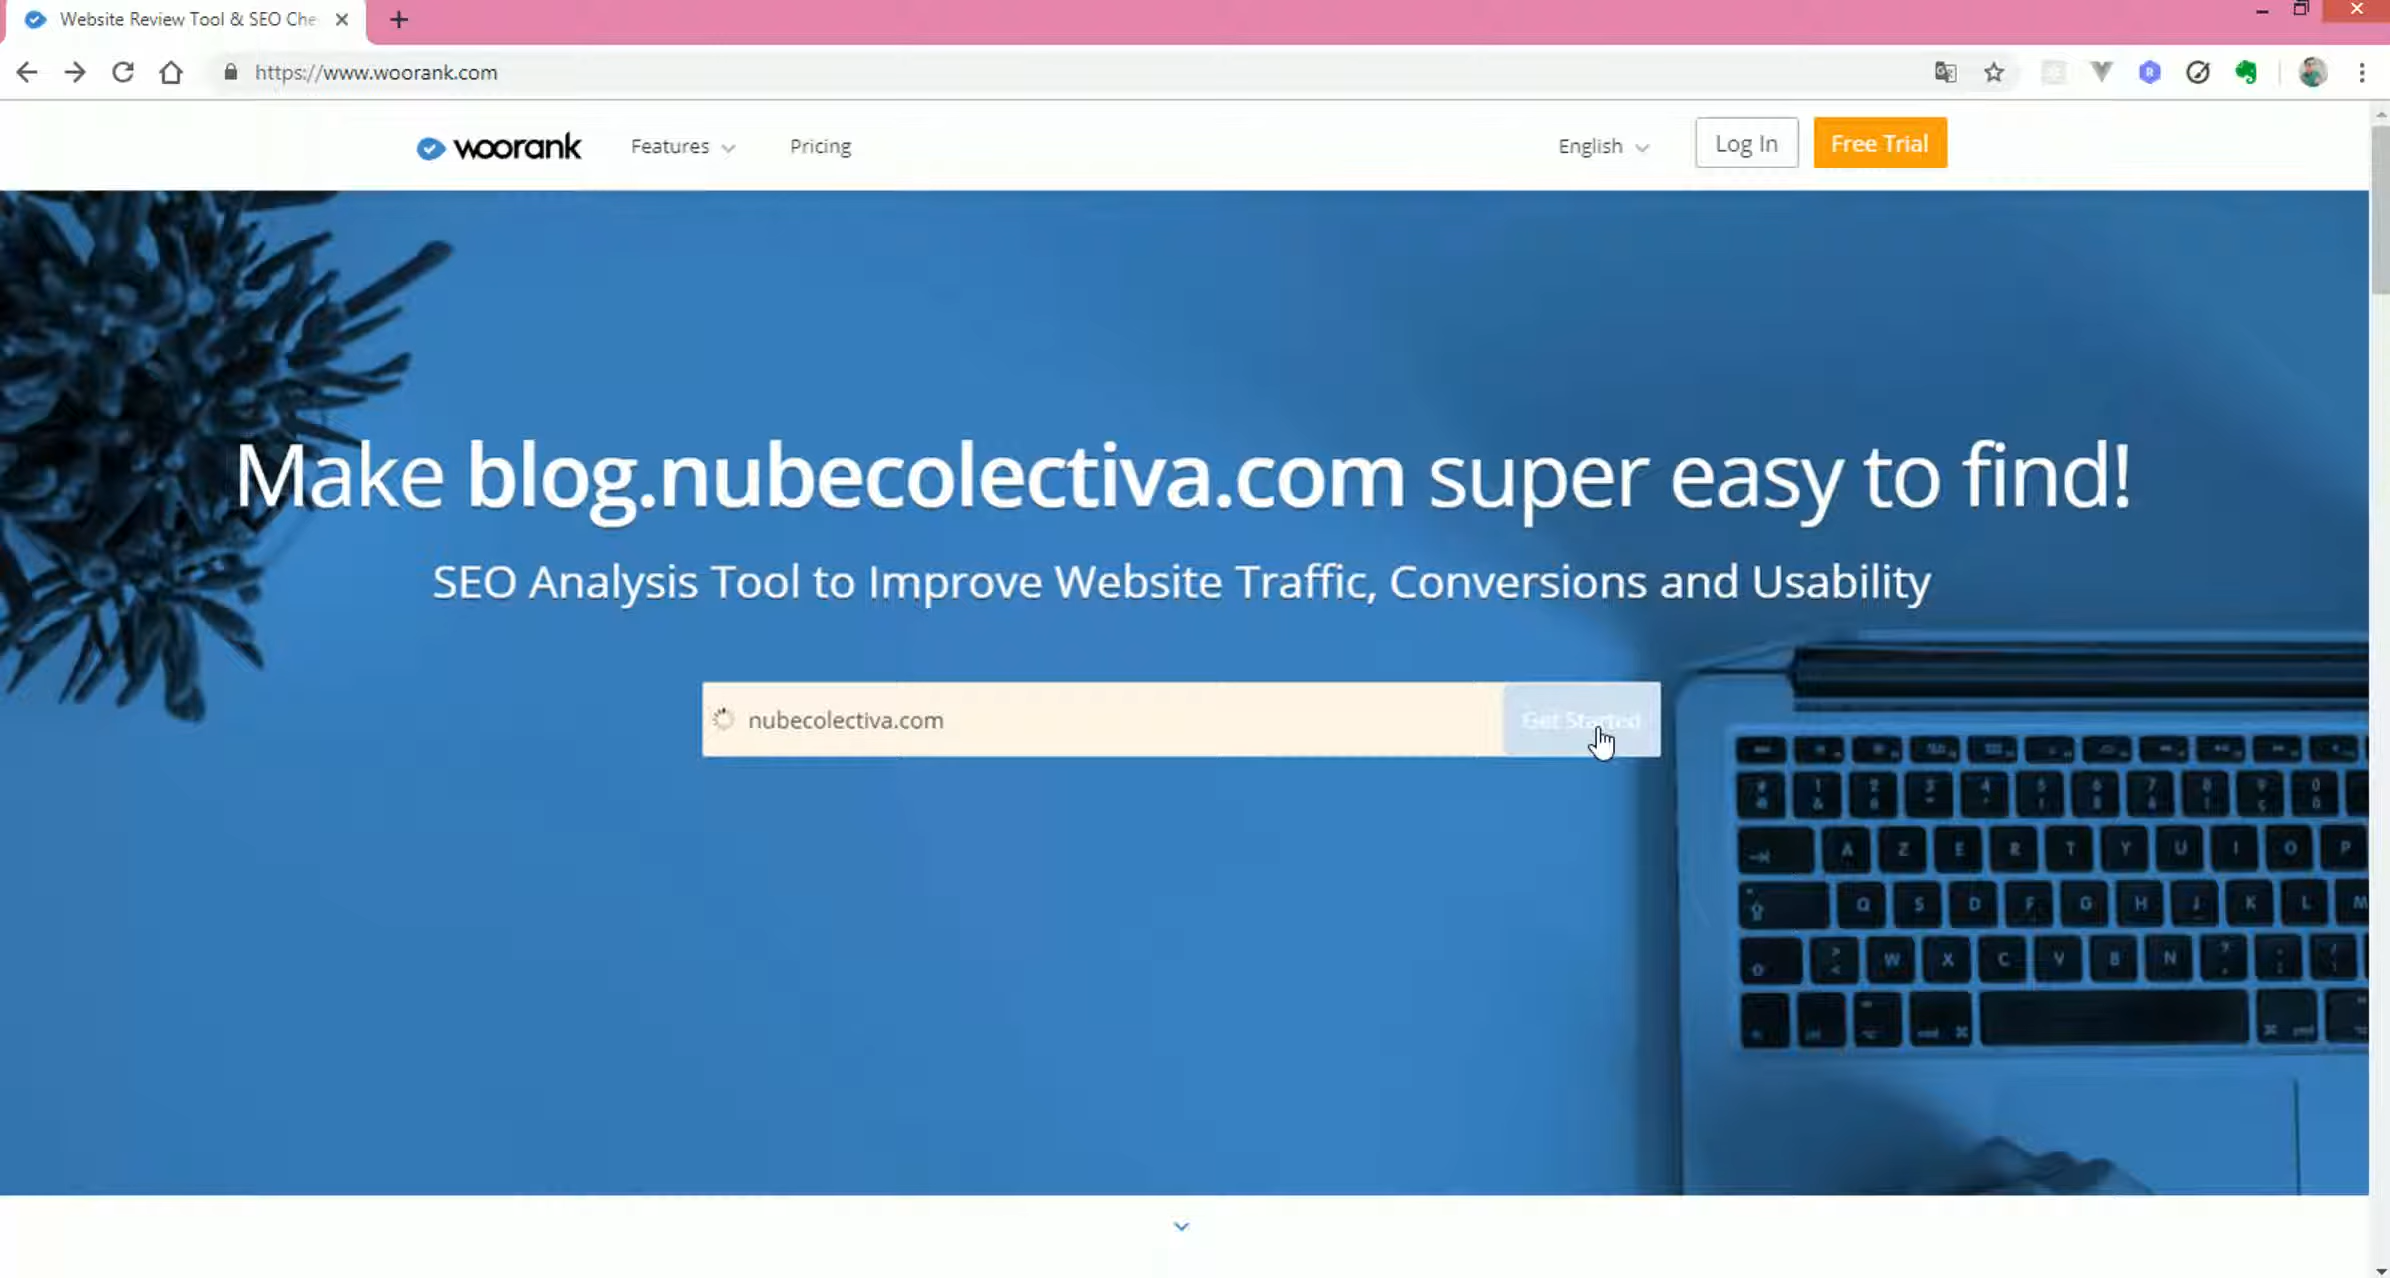 Website Review Tool & SEO Che
https://www.woorank.com
woorank
Features
Pricing
English
Log In
Free Trial
Make blog.nubecolectiva.com super easy to find!
SEO Analysis Tool to Improve Website Traffic, Conversions and Usability
nubecolectiva.com
Get Started
A Z E R T Y U I O P
Q S D F G H J K L M
W X C V B N